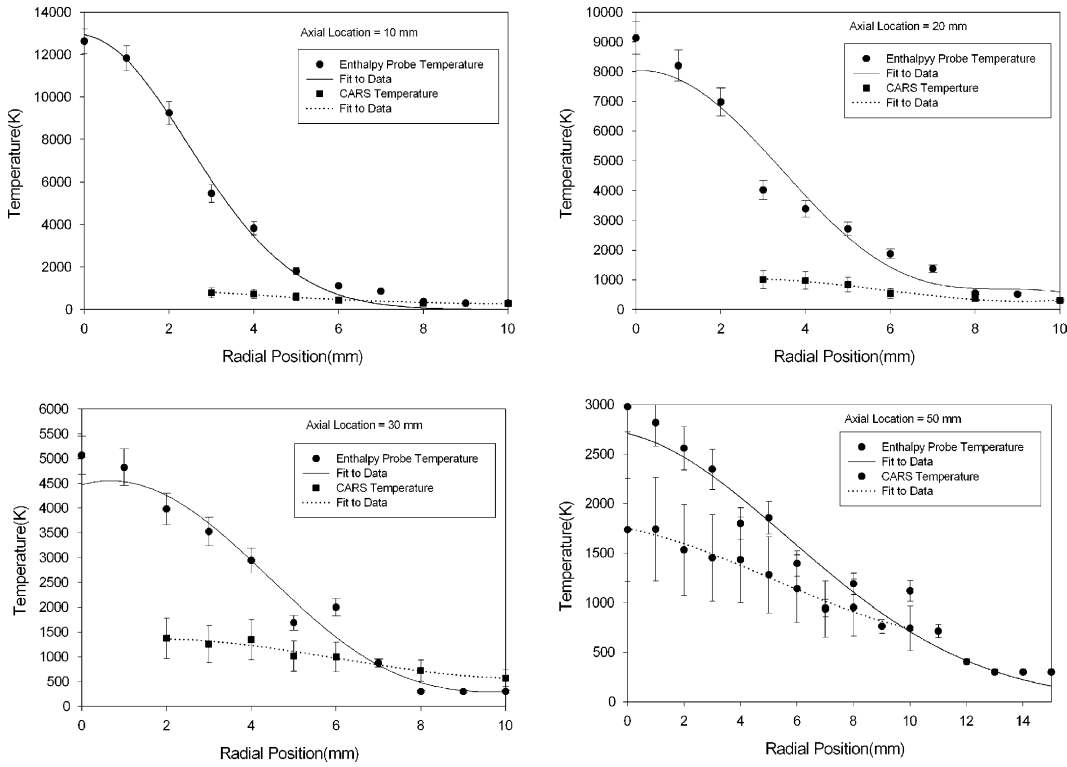 Axial Location = 10 mm
Enthalpy Probe Temperature
Fit to Data
CARS Temperature
Fit to Data
Temperature(K)
14000
12000
10000
8000
6000
4000
2000
0
0 2 4 6 8 10
Radial Position(mm)
Axial Location = 20 mm
Enthalpyy Probe Temperature
Fit to Data
CARS Temperture
Fit to Data
Temperature(K)
10000
9000
8000
7000
6000
5000
4000
3000
2000
1000
0
0 2 4 6 8 10
Radial Position(mm)
Axial Location = 30 mm
Enthalpy Probe Temperature
Fit to Data
CARS Temperature
Fit to Data
Temperature(K)
6000
5500
5000
4500
4000
3500
3000
2500
2000
1500
1000
500
0
0 2 4 6 8 10
Radial Position(mm)
Axial Location = 50 mm
Enthalpy Probe Temperature
Fit to Data
CARS Temperature
Fit to Data
Temperature(K)
3000
2500
2000
1500
1000
500
0
0 2 4 6 8 10 12 14
Radial Position(mm)